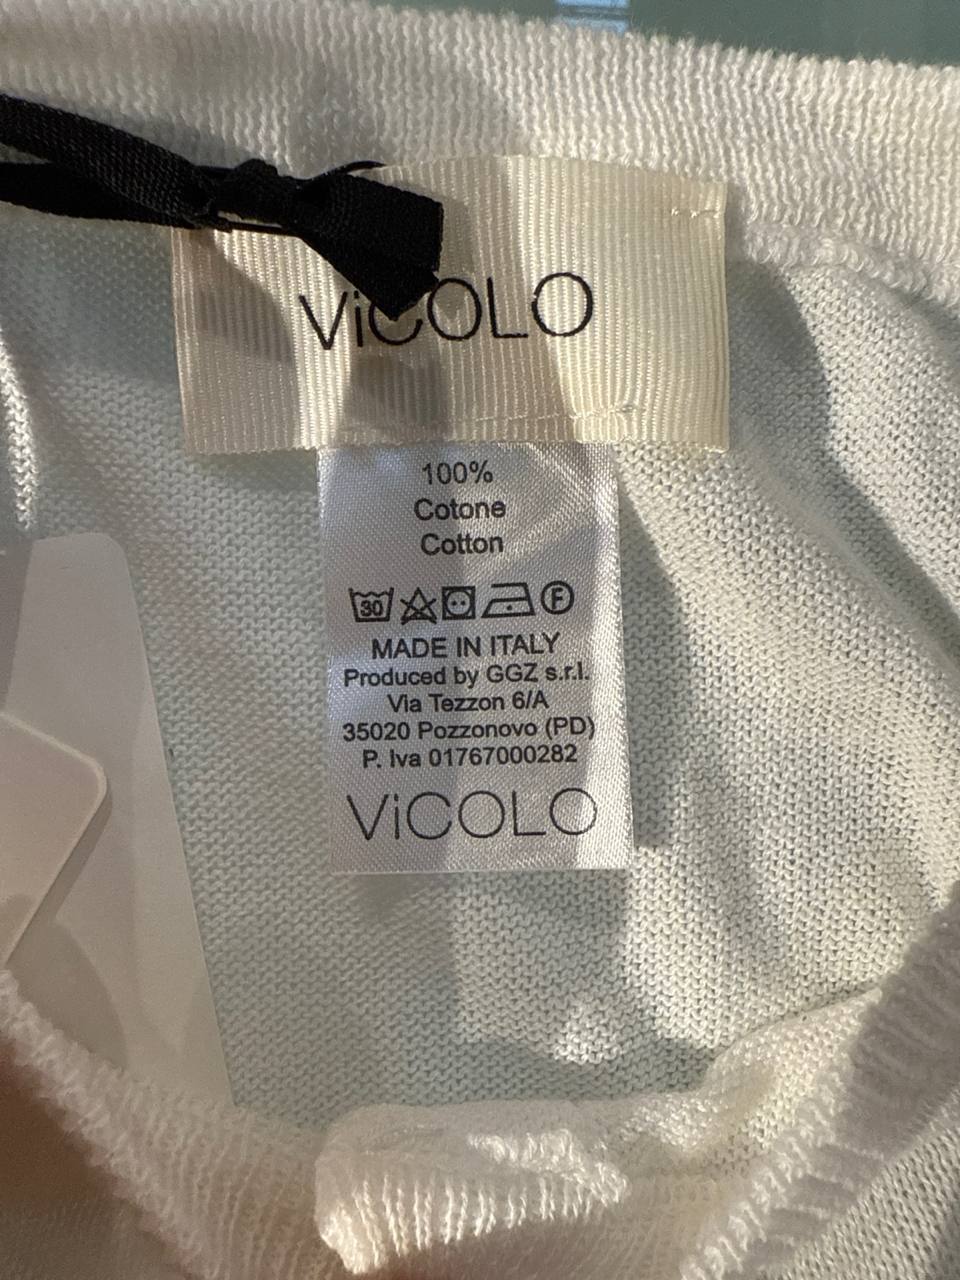 ViCOLO
100%
Cotone
Cotton
30 F
MADE IN ITALY
Produced by GGZ s.r.l.
Via Tezzon 6/A
35020 Pozzonovo (PD)
P. Iva 01767000282
ViCOLO